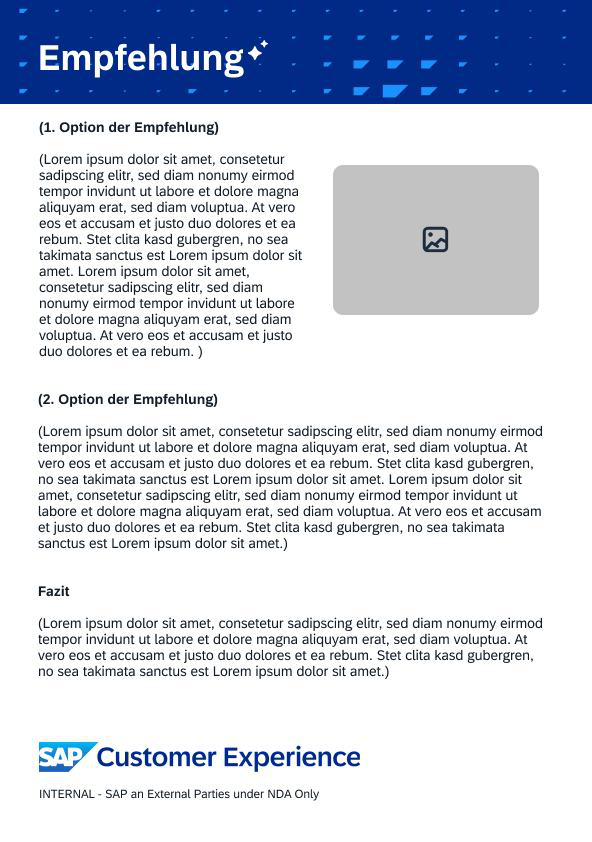 Empfehlung
(1. Option der Empfehlung)
(Lorem ipsum dolor sit amet, consetetur
sadipscing elitr, sed diam nonumy eirmod
tempor invidunt ut labore et dolore magna
aliquyam erat, sed diam voluptua. At vero
eos et accusam et justo duo dolores et ea
rebum. Stet clita kasd gubergren, no sea
takimata sanctus est Lorem ipsum dolor sit
amet. Lorem ipsum dolor sit amet,
consetetur sadipscing elitr, sed diam
nonumy eirmod tempor invidunt ut labore
et dolore magna aliquyam erat, sed diam
voluptua. At vero eos et accusam et justo
duo dolores et ea rebum. )
(2. Option der Empfehlung)
(Lorem ipsum dolor sit amet, consetetur sadipscing elitr, sed diam nonumy eirmod
tempor invidunt ut labore et dolore magna aliquyam erat, sed diam voluptua. At
vero eos et accusam et justo duo dolores et ea rebum. Stet clita kasd gubergren,
no sea takimata sanctus est Lorem ipsum dolor sit amet. Lorem ipsum dolor sit
amet, consetetur sadipscing elitr, sed diam nonumy eirmod tempor invidunt ut
labore et dolore magna aliquyam erat, sed diam voluptua. At vero eos et accusam
et justo duo dolores et ea rebum. Stet clita kasd gubergren, no sea takimata
sanctus est Lorem ipsum dolor sit amet.)
Fazit
(Lorem ipsum dolor sit amet, consetetur sadipscing elitr, sed diam nonumy eirmod
tempor invidunt ut labore et dolore magna aliquyam erat, sed diam voluptua. At
vero eos et accusam et justo duo dolores et ea rebum. Stet clita kasd gubergren,
no sea takimata sanctus est Lorem ipsum dolor sit amet.)
SAP Customer Experience
INTERNAL - SAP an External Parties under NDA Only